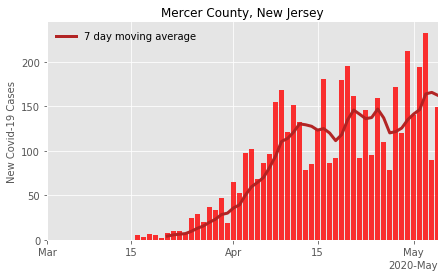 Mercer County, New Jersey
7 day moving average
New Covid-19 Cases
200
150
100
50
0
Mar
15
Apr
15
May
2020-May